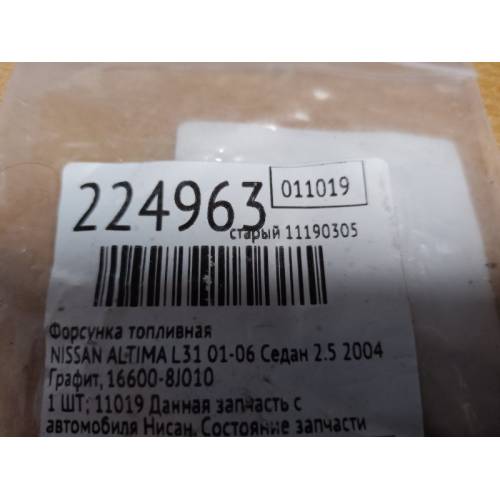 224963 011019
старый 11190305
Форсунка топливная
NISSAN ALTIMA L31 01-06 Седан 2.5 2004
Графит, 16600-8J010
1 ШТ; 11019 Данная запчасть с
автомобиля Нисан. Состояние запчасти